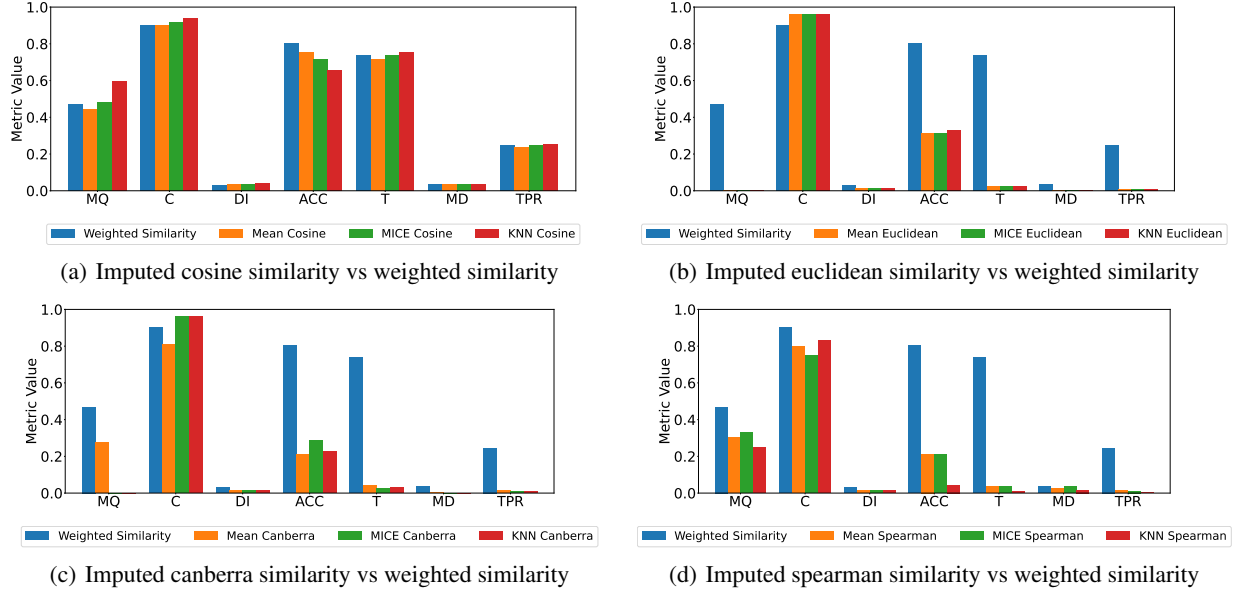 1.0
0.8
0.6
0.4
0.2
0.0
Metric Value
MQ C DI ACC T MD TPR
Weighted Similarity Mean Cosine MICE Cosine KNN Cosine
(a) Imputed cosine similarity vs weighted similarity
1.0
0.8
0.6
0.4
0.2
0.0
Metric Value
MQ C DI ACC T MD TPR
Weighted Similarity Mean Euclidean MICE Euclidean KNN Euclidean
(b) Imputed euclidean similarity vs weighted similarity
1.0
0.8
0.6
0.4
0.2
0.0
Metric Value
MQ C DI ACC T MD TPR
Weighted Similarity Mean Canberra MICE Canberra KNN Canberra
(c) Imputed canberra similarity vs weighted similarity
1.0
0.8
0.6
0.4
0.2
0.0
Metric Value
MQ C DI ACC T MD TPR
Weighted Similarity Mean Spearman MICE Spearman KNN Spearman
(d) Imputed spearman similarity vs weighted similarity